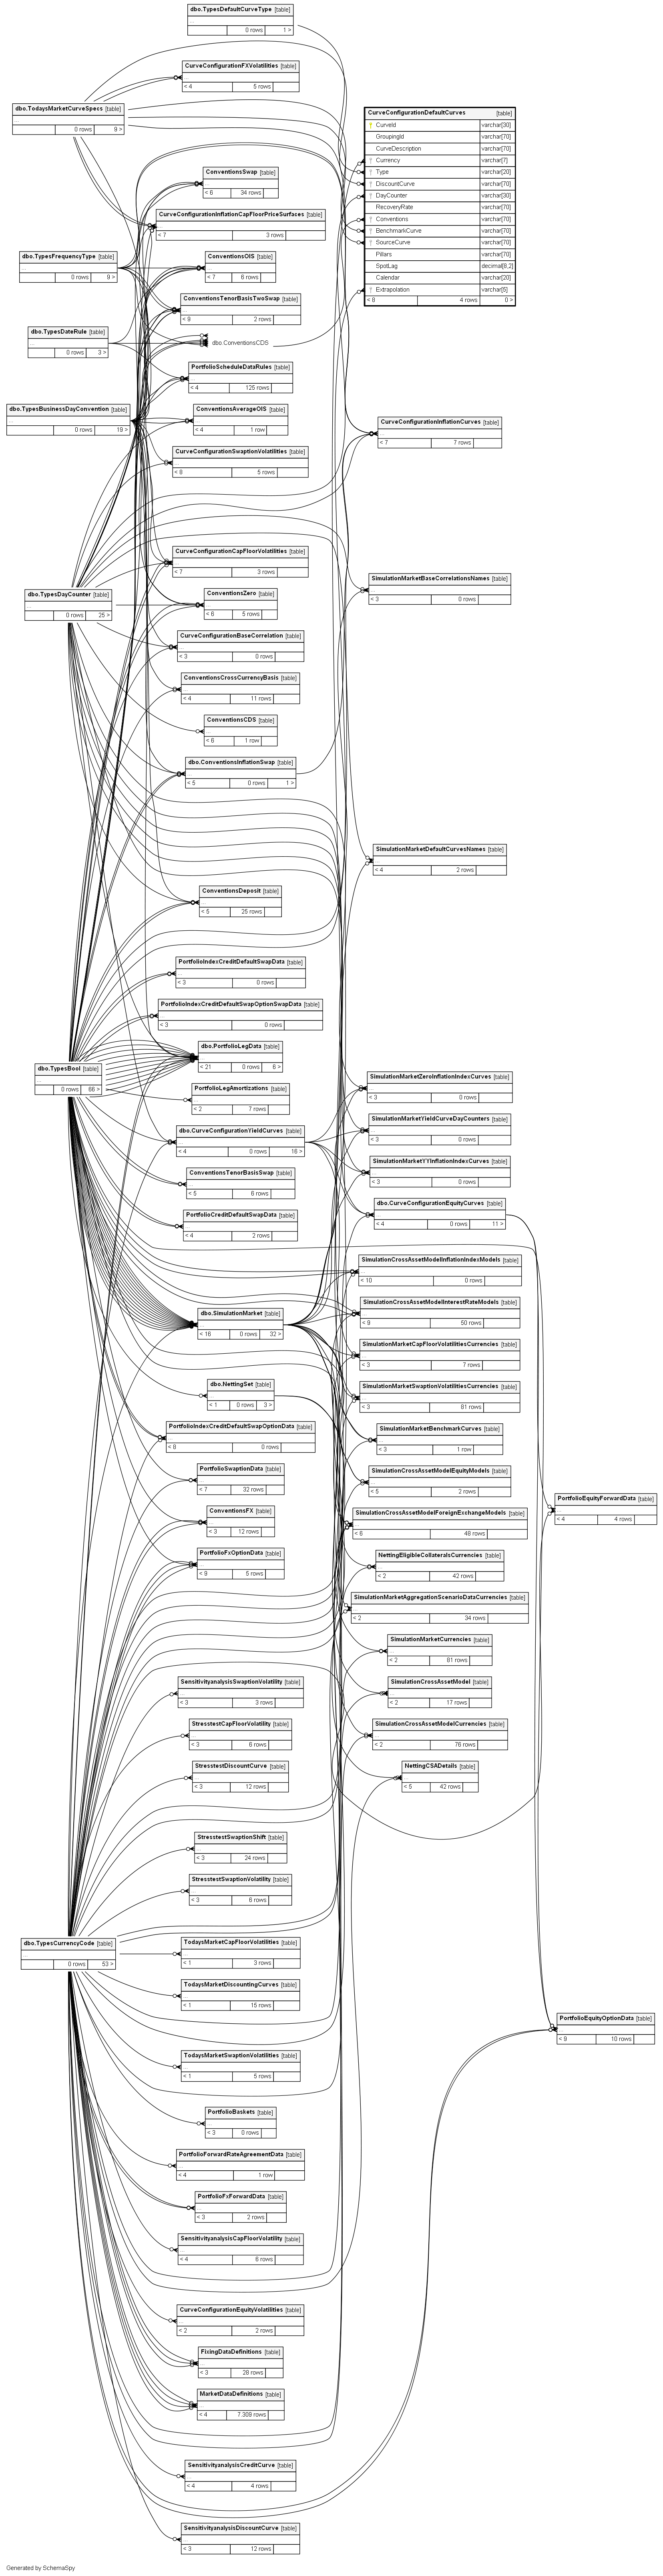 dbo.TypesDefaultCurveType [table]
...
0 rows 1 >
CurveConfigurationFXVolatilities [table]
...
< 4 5 rows
dbo.TodaysMarketCurveSpecs [table]
...
0 rows 9 >
CurveConfigurationDefaultCurves [table]
CurveId varchar[30]
GroupingId varchar[70]
CurveDescription varchar[70]
Currency varchar[7]
Type varchar[20]
DiscountCurve varchar[70]
DayCounter varchar[30]
RecoveryRate varchar[70]
Conventions varchar[70]
BenchmarkCurve varchar[70]
SourceCurve varchar[70]
Pillars varchar[70]
SpotLag decimal[8,2]
Calendar varchar[20]
Extrapolation varchar[5]
< 8 4 rows 0 >
ConventionsSwap [table]
...
< 6 34 rows
CurveConfigurationInflationCapFloorPriceSurfaces [table]
...
< 7 3 rows
dbo.TypesFrequencyType [table]
...
0 rows 9 >
ConventionsOIS [table]
...
< 7 6 rows
ConventionsTenorBasisTwoSwap [table]
...
< 9 2 rows
dbo.TypesDateRule [table]
...
0 rows 3 >
dbo.ConventionsCDS
PortfolioScheduleDataRules [table]
...
< 4 125 rows
dbo.TypesBusinessDayConvention [table]
...
0 rows 19 >
ConventionsAverageOIS [table]
...
< 4 1 row
CurveConfigurationInflationCurves [table]
...
< 7 7 rows
CurveConfigurationSwaptionVolatilities [table]
...
< 8 5 rows
CurveConfigurationCapFloorVolatilities [table]
...
< 7 3 rows
SimulationMarketBaseCorrelationsNames [table]
...
< 3 0 rows
dbo.TypesDayCounter [table]
...
0 rows 25 >
ConventionsZero [table]
...
< 6 5 rows
CurveConfigurationBaseCorrelation [table]
...
< 3 0 rows
ConventionsCrossCurrencyBasis [table]
...
< 4 11 rows
ConventionsCDS [table]
...
< 6 1 row
dbo.ConventionsInflationSwap [table]
...
< 5 0 rows 1 >
SimulationMarketDefaultCurvesNames [table]
...
< 4 2 rows
ConventionsDeposit [table]
...
< 5 25 rows
PortfolioIndexCreditDefaultSwapData [table]
...
< 3 0 rows
PortfolioIndexCreditDefaultSwapOptionSwapData [table]
...
< 3 0 rows
dbo.PortfolioLegData [table]
...
< 21 0 rows 6 >
dbo.TypesBool [table]
...
0 rows 66 >
SimulationMarketZeroInflationIndexCurves [table]
...
< 3 0 rows
PortfolioLegAmortizations [table]
...
< 2 7 rows
SimulationMarketYieldCurveDayCounters [table]
...
< 3 0 rows
dbo.CurveConfigurationYieldCurves [table]
...
< 4 0 rows 16 >
SimulationMarketYYInflationIndexCurves [table]
...
< 3 0 rows
ConventionsTenorBasisSwap [table]
...
< 5 6 rows
dbo.CurveConfigurationEquityCurves [table]
...
< 4 0 rows 11 >
PortfolioCreditDefaultSwapData [table]
...
< 4 2 rows
SimulationCrossAssetModelInflationIndexModels [table]
...
< 10 0 rows
SimulationCrossAssetModelInterestRateModels [table]
...
< 9 50 rows
dbo.SimulationMarket [table]
...
< 18 0 rows 32 >
SimulationMarketCapFloorVolatilitiesCurrencies [table]
...
< 3 7 rows
dbo.NettingSet [table]
...
< 1 0 rows 3 >
SimulationMarketSwaptionVolatilitiesCurrencies [table]
...
< 3 81 rows
PortfolioIndexCreditDefaultSwapOptionData [table]
...
< 8 0 rows
SimulationMarketBenchmarkCurves [table]
...
< 3 1 row
PortfolioSwaptionData [table]
...
< 7 32 rows
SimulationCrossAssetModelEquityModels [table]
...
< 5 2 rows
PortfolioEquityForwardData [table]
...
< 4 4 rows
ConventionsFX [table]
...
< 3 12 rows
SimulationCrossAssetModelForeignExchangeModels [table]
...
< 6 48 rows
PortfolioFxOptionData [table]
...
< 9 5 rows
NettingEligibleCollateralsCurrencies [table]
...
< 2 42 rows
SimulationMarketAggregationScenarioDataCurrencies [table]
...
< 2 34 rows
SimulationMarketCurrencies [table]
...
< 2 81 rows
SensitivityanalysisSwaptionVolatility [table]
...
< 3 3 rows
SimulationCrossAssetModel [table]
...
< 2 17 rows
StresstestCapFloorVolatility [table]
...
< 3 6 rows
SimulationCrossAssetModelCurrencies [table]
...
< 2 76 rows
StresstestDiscountCurve [table]
...
< 3 12 rows
NettingCSADetails [table]
...
< 5 42 rows
StresstestSwaptionShift [table]
...
< 3 24 rows
StresstestSwaptionVolatility [table]
...
< 3 6 rows
dbo.TypesCurrencyCode [table]
...
0 rows 53 >
TodaysMarketCapFloorVolatilities [table]
...
< 1 3 rows
TodaysMarketDiscountingCurves [table]
...
< 1 15 rows
PortfolioEquityOptionData [table]
...
< 9 10 rows
TodaysMarketSwaptionVolatilities [table]
...
< 1 5 rows
PortfolioBaskets [table]
...
< 3 0 rows
PortfolioForwardRateAgreementData [table]
...
< 4 1 row
PortfolioFxForwardData [table]
...
< 3 2 rows
SensitivityanalysisCapFloorVolatility [table]
...
< 4 6 rows
CurveConfigurationEquityVolatilities [table]
...
< 2 2 rows
FixingDataDefinitions [table]
...
< 3 28 rows
MarketDataDefinitions [table]
...
< 4 7.309 rows
SensitivityanalysisCreditCurve [table]
...
< 4 4 rows
SensitivityanalysisDiscountCurve [table]
...
< 3 12 rows
Generated by SchemaSpy